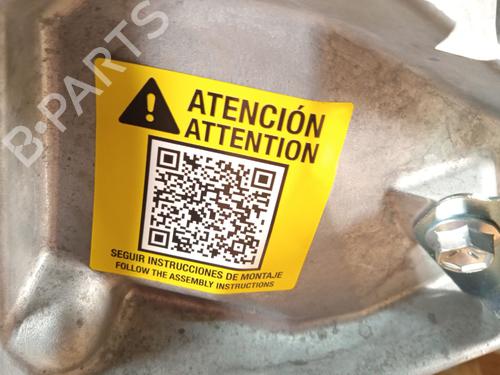 B-PARTS
ATENCIÓN
ATTENTION
SEGUIR INSTRUCCIONES DE MONTAJE
FOLLOW THE ASSEMBLY INSTRUCTIONS